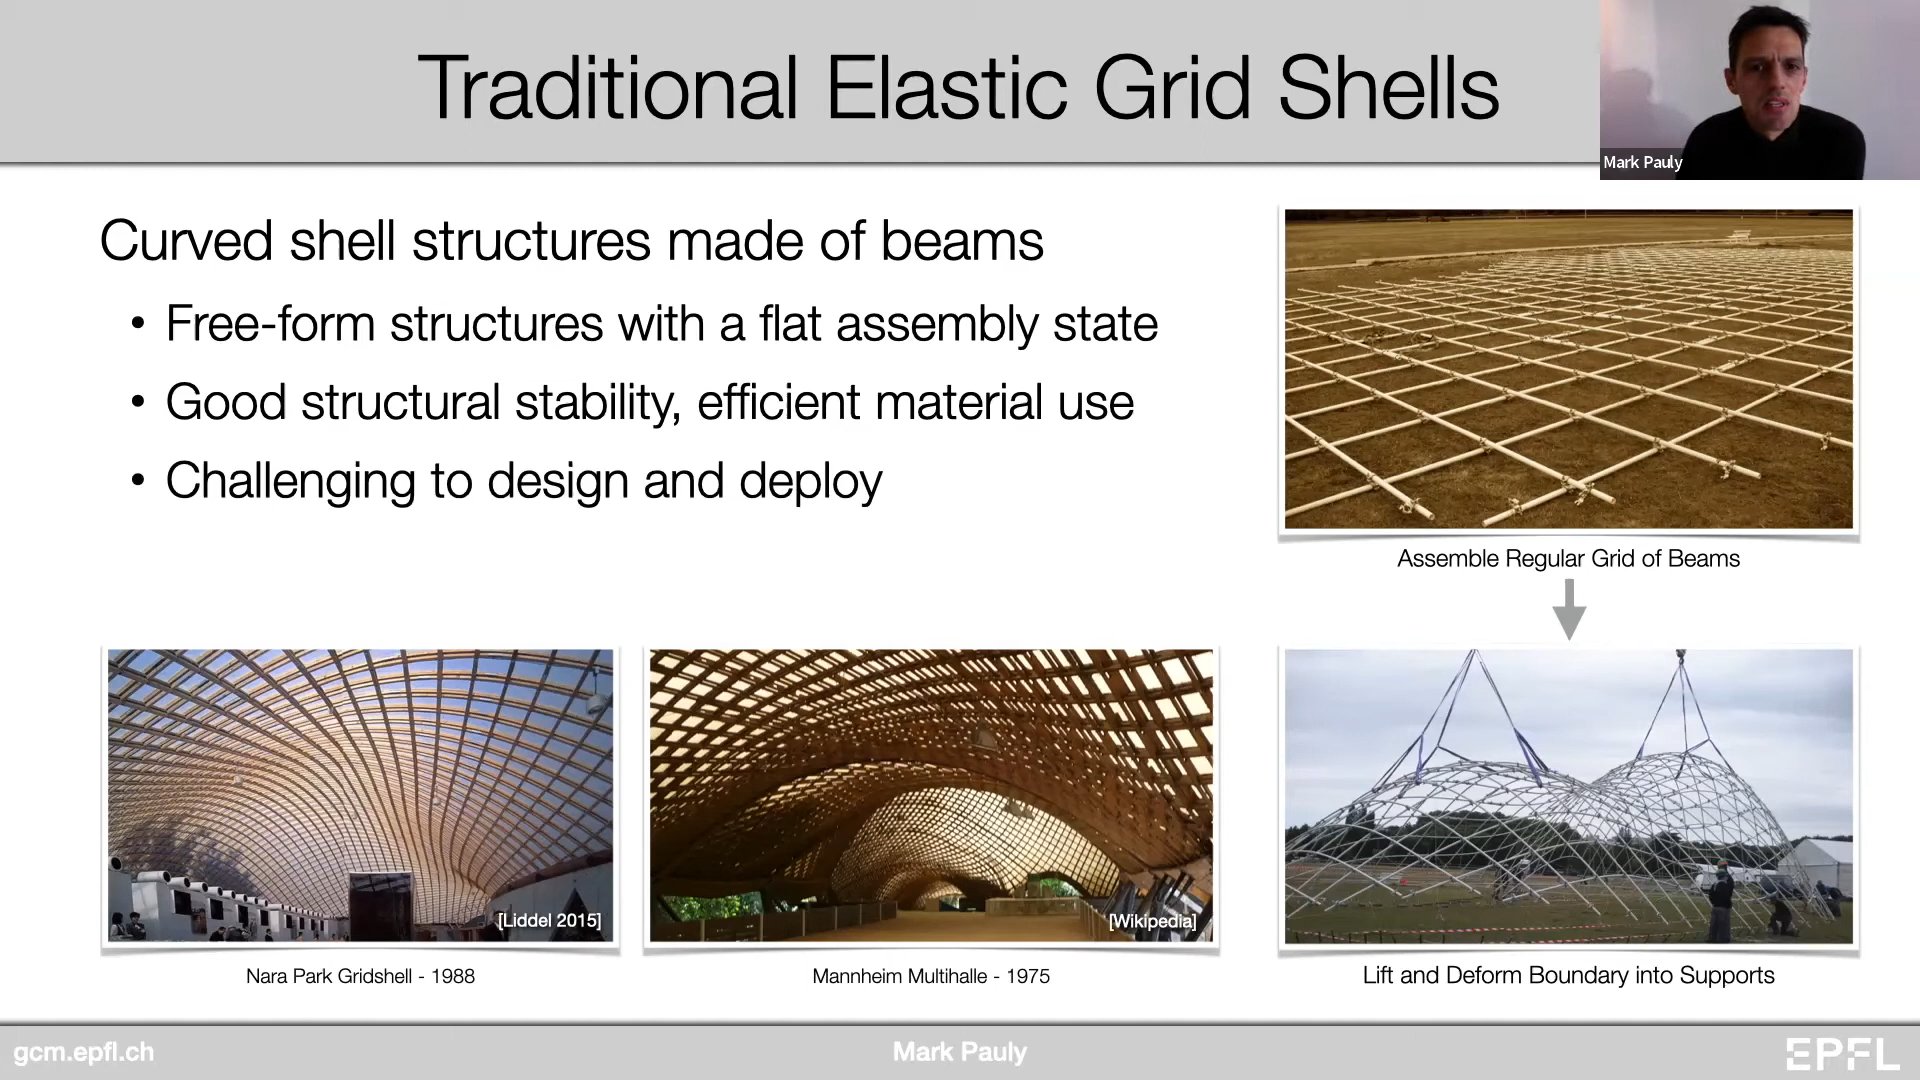 Traditional Elastic Grid Shells
Mark Pauly
Curved shell structures made of beams
• Free-form structures with a flat assembly state
• Good structural stability, efficient material use
• Challenging to design and deploy
Assemble Regular Grid of Beams
[Liddel 2015]
[Wikipedia]
Nara Park Gridshell - 1988
Mannheim Multihalle - 1975
Lift and Deform Boundary into Supports
gcm.epfl.ch
Mark Pauly
EPFL